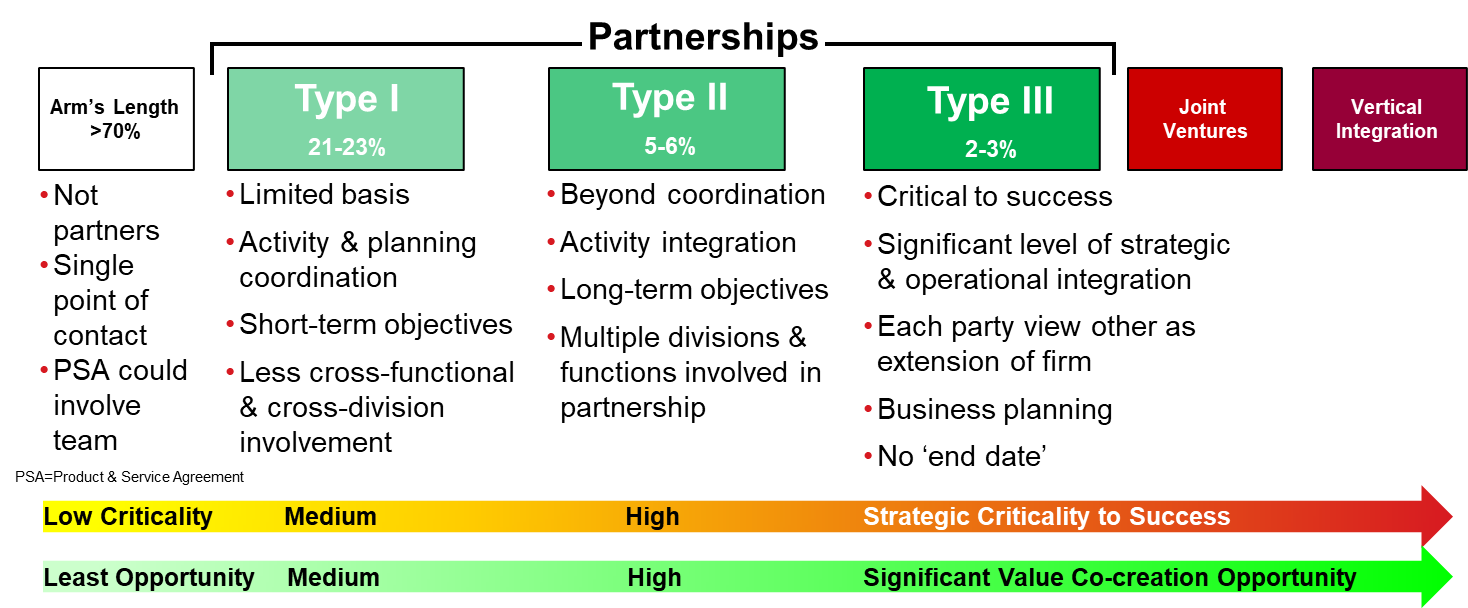 Partnerships
Arm's Length
>70%
• Not
partners
• Single
point of
contact
• PSA could
involve
team
Type I
21-23%
• Limited basis
• Activity & planning
coordination
• Short-term objectives
• Less cross-functional
& cross-division
involvement
Type II
5-6%
• Beyond coordination
• Activity integration
• Long-term objectives
• Multiple divisions &
functions involved in
partnership
Type III
2-3%
• Critical to success
• Significant level of strategic
& operational integration
• Each party view other as
extension of firm
• Business planning
• No ‘end date’
Joint
Ventures
Vertical
Integration
PSA=Product & Service Agreement
Low Criticality Medium High Strategic Criticality to Success
Least Opportunity Medium High Significant Value Co-creation Opportunity